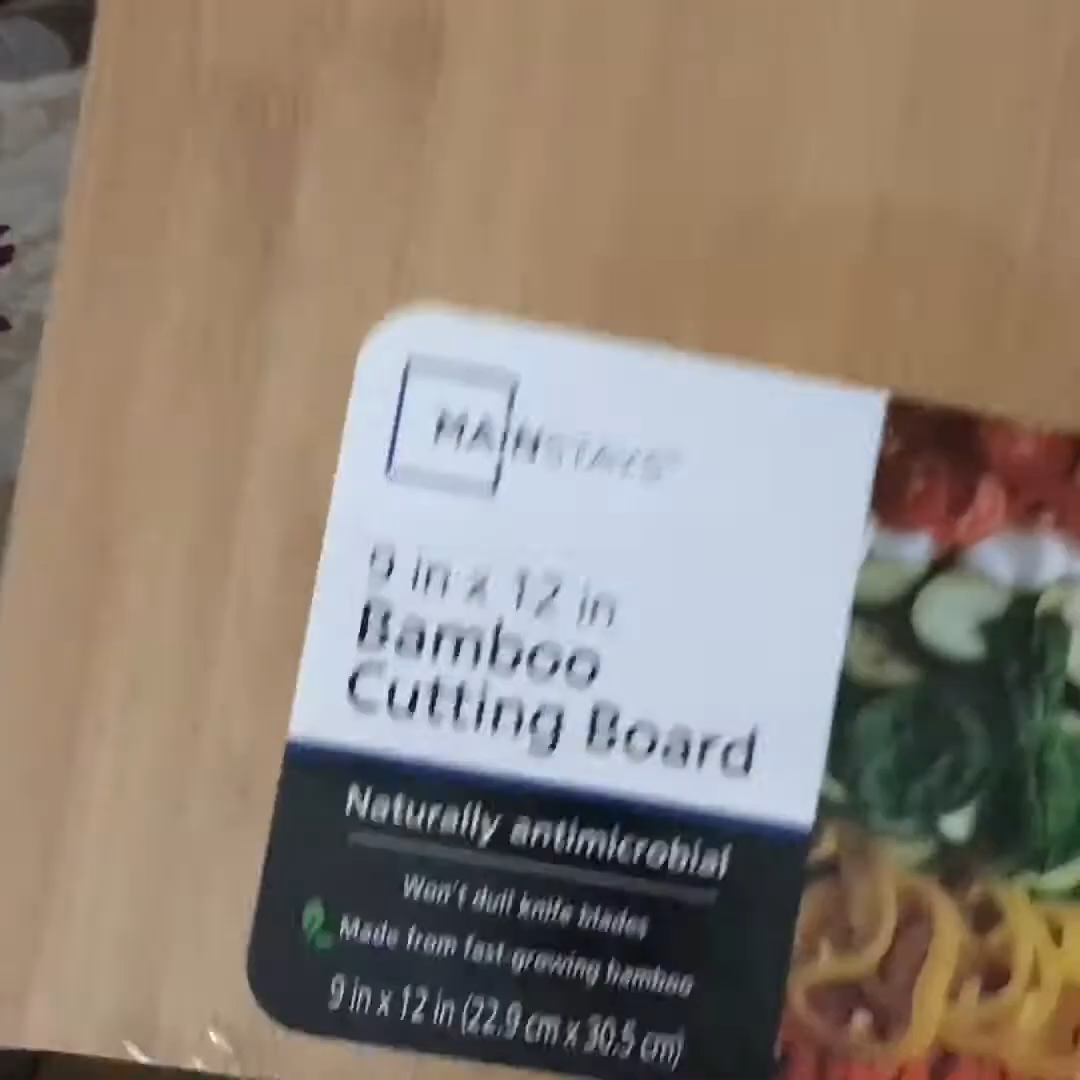 MAINSTAYS®
9 in x 12 in
Bamboo
Cutting Board
Naturally antimicrobial
Won't dull knife blades
Made from fast-growing bamboo
9 in x 12 in (22.9 cm x 30.5 cm)